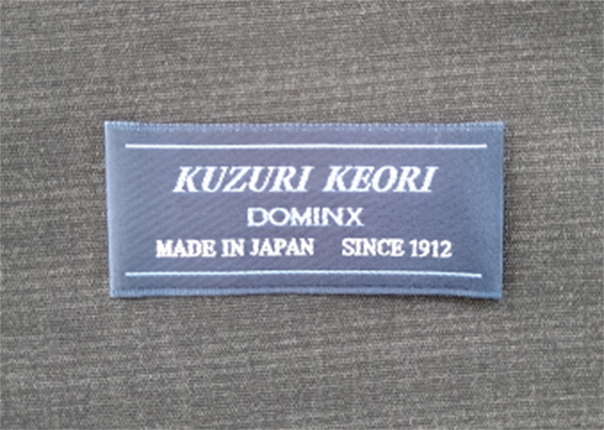 KUZURI KEORI
DOMINX
MADE IN JAPAN SINCE 1912